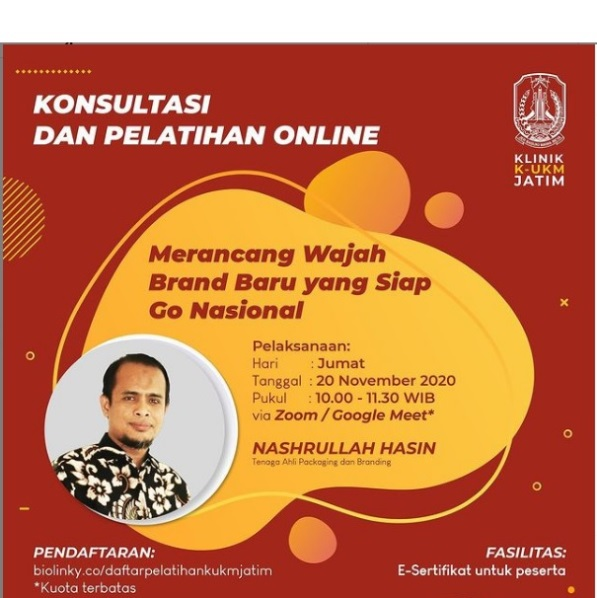 KONSULTASI
DAN PELATIHAN ONLINE
KLINIK
K-UKM
JATIM
Merancang Wajah
Brand Baru yang Siap
Go Nasional
Pelaksanaan:
Hari : Jumat
Tanggal : 20 November 2020
Pukul : 10.00 - 11.30 WIB
via Zoom / Google Meet*
NASHRULLAH HASIN
Tenaga Ahli Packaging dan Branding
PENDAFTARAN:
biolinky.co/daftarpelatihankukmjatim
*Kuota terbatas
FASILITAS:
E-Sertifikat untuk peserta